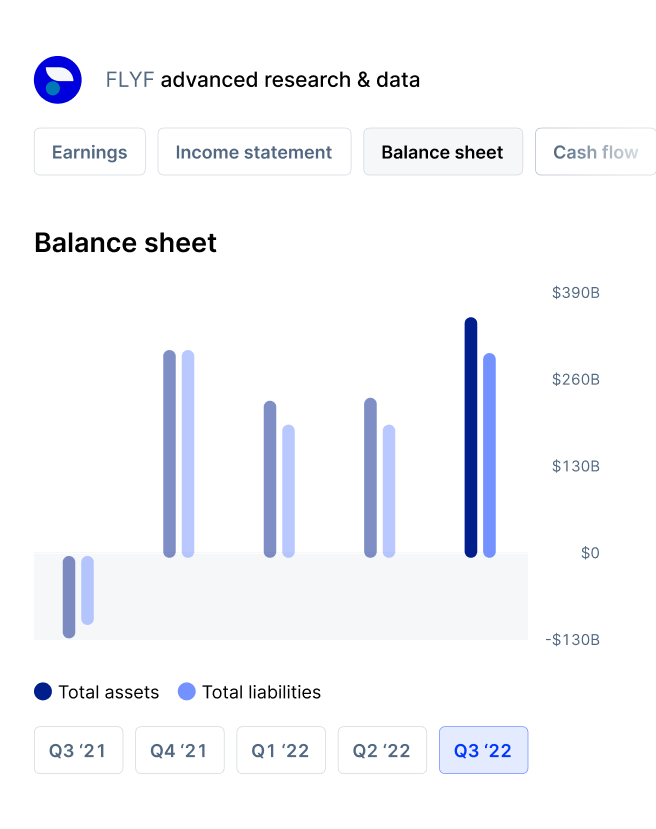 FLYF advanced research & data
Earnings Income statement Balance sheet Cash flow
Balance sheet
$390B
$260B
$130B
$0
-$130B
Total assets Total liabilities
Q3 ‘21 Q4 ‘21 Q1 ‘22 Q2 ‘22 Q3 ‘22